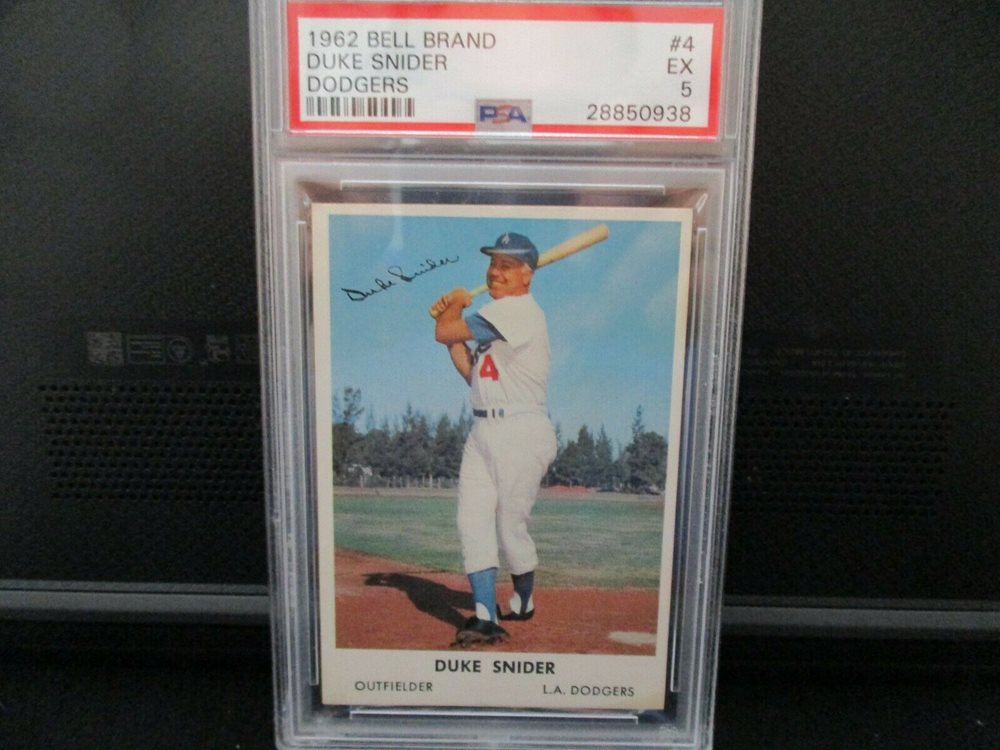 1962 BELL BRAND #4
DUKE SNIDER EX
DODGERS 5
PSA 28850938
Duke Snider
4
DUKE SNIDER
OUTFIELDER L.A. DODGERS